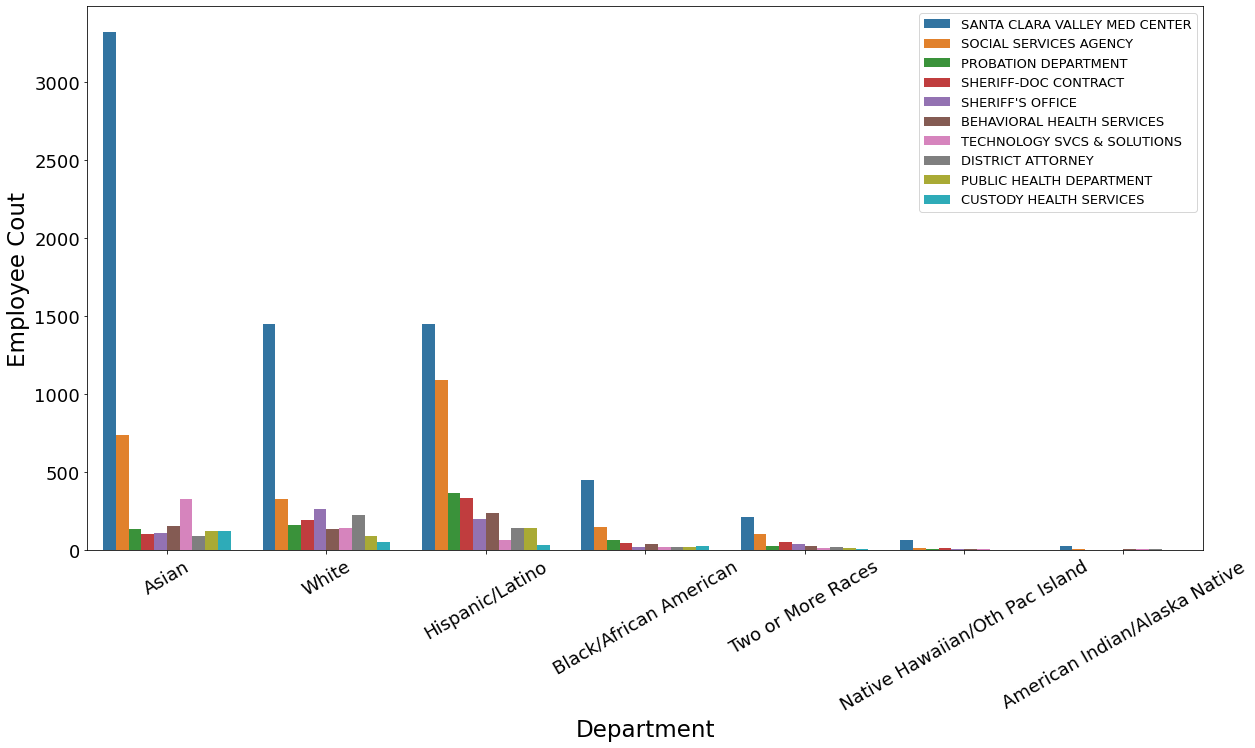 SANTA CLARA VALLEY MED CENTER
SOCIAL SERVICES AGENCY
PROBATION DEPARTMENT
SHERIFF-DOC CONTRACT
SHERIFF'S OFFICE
BEHAVIORAL HEALTH SERVICES
TECHNOLOGY SVCS & SOLUTIONS
DISTRICT ATTORNEY
PUBLIC HEALTH DEPARTMENT
CUSTODY HEALTH SERVICES
Employee Cout
3000
2500
2000
1500
1000
500
0
Asian
White
Hispanic/Latino
Black/African American
Two or More Races
Native Hawaiian/Oth Pac Island
American Indian/Alaska Native
Department